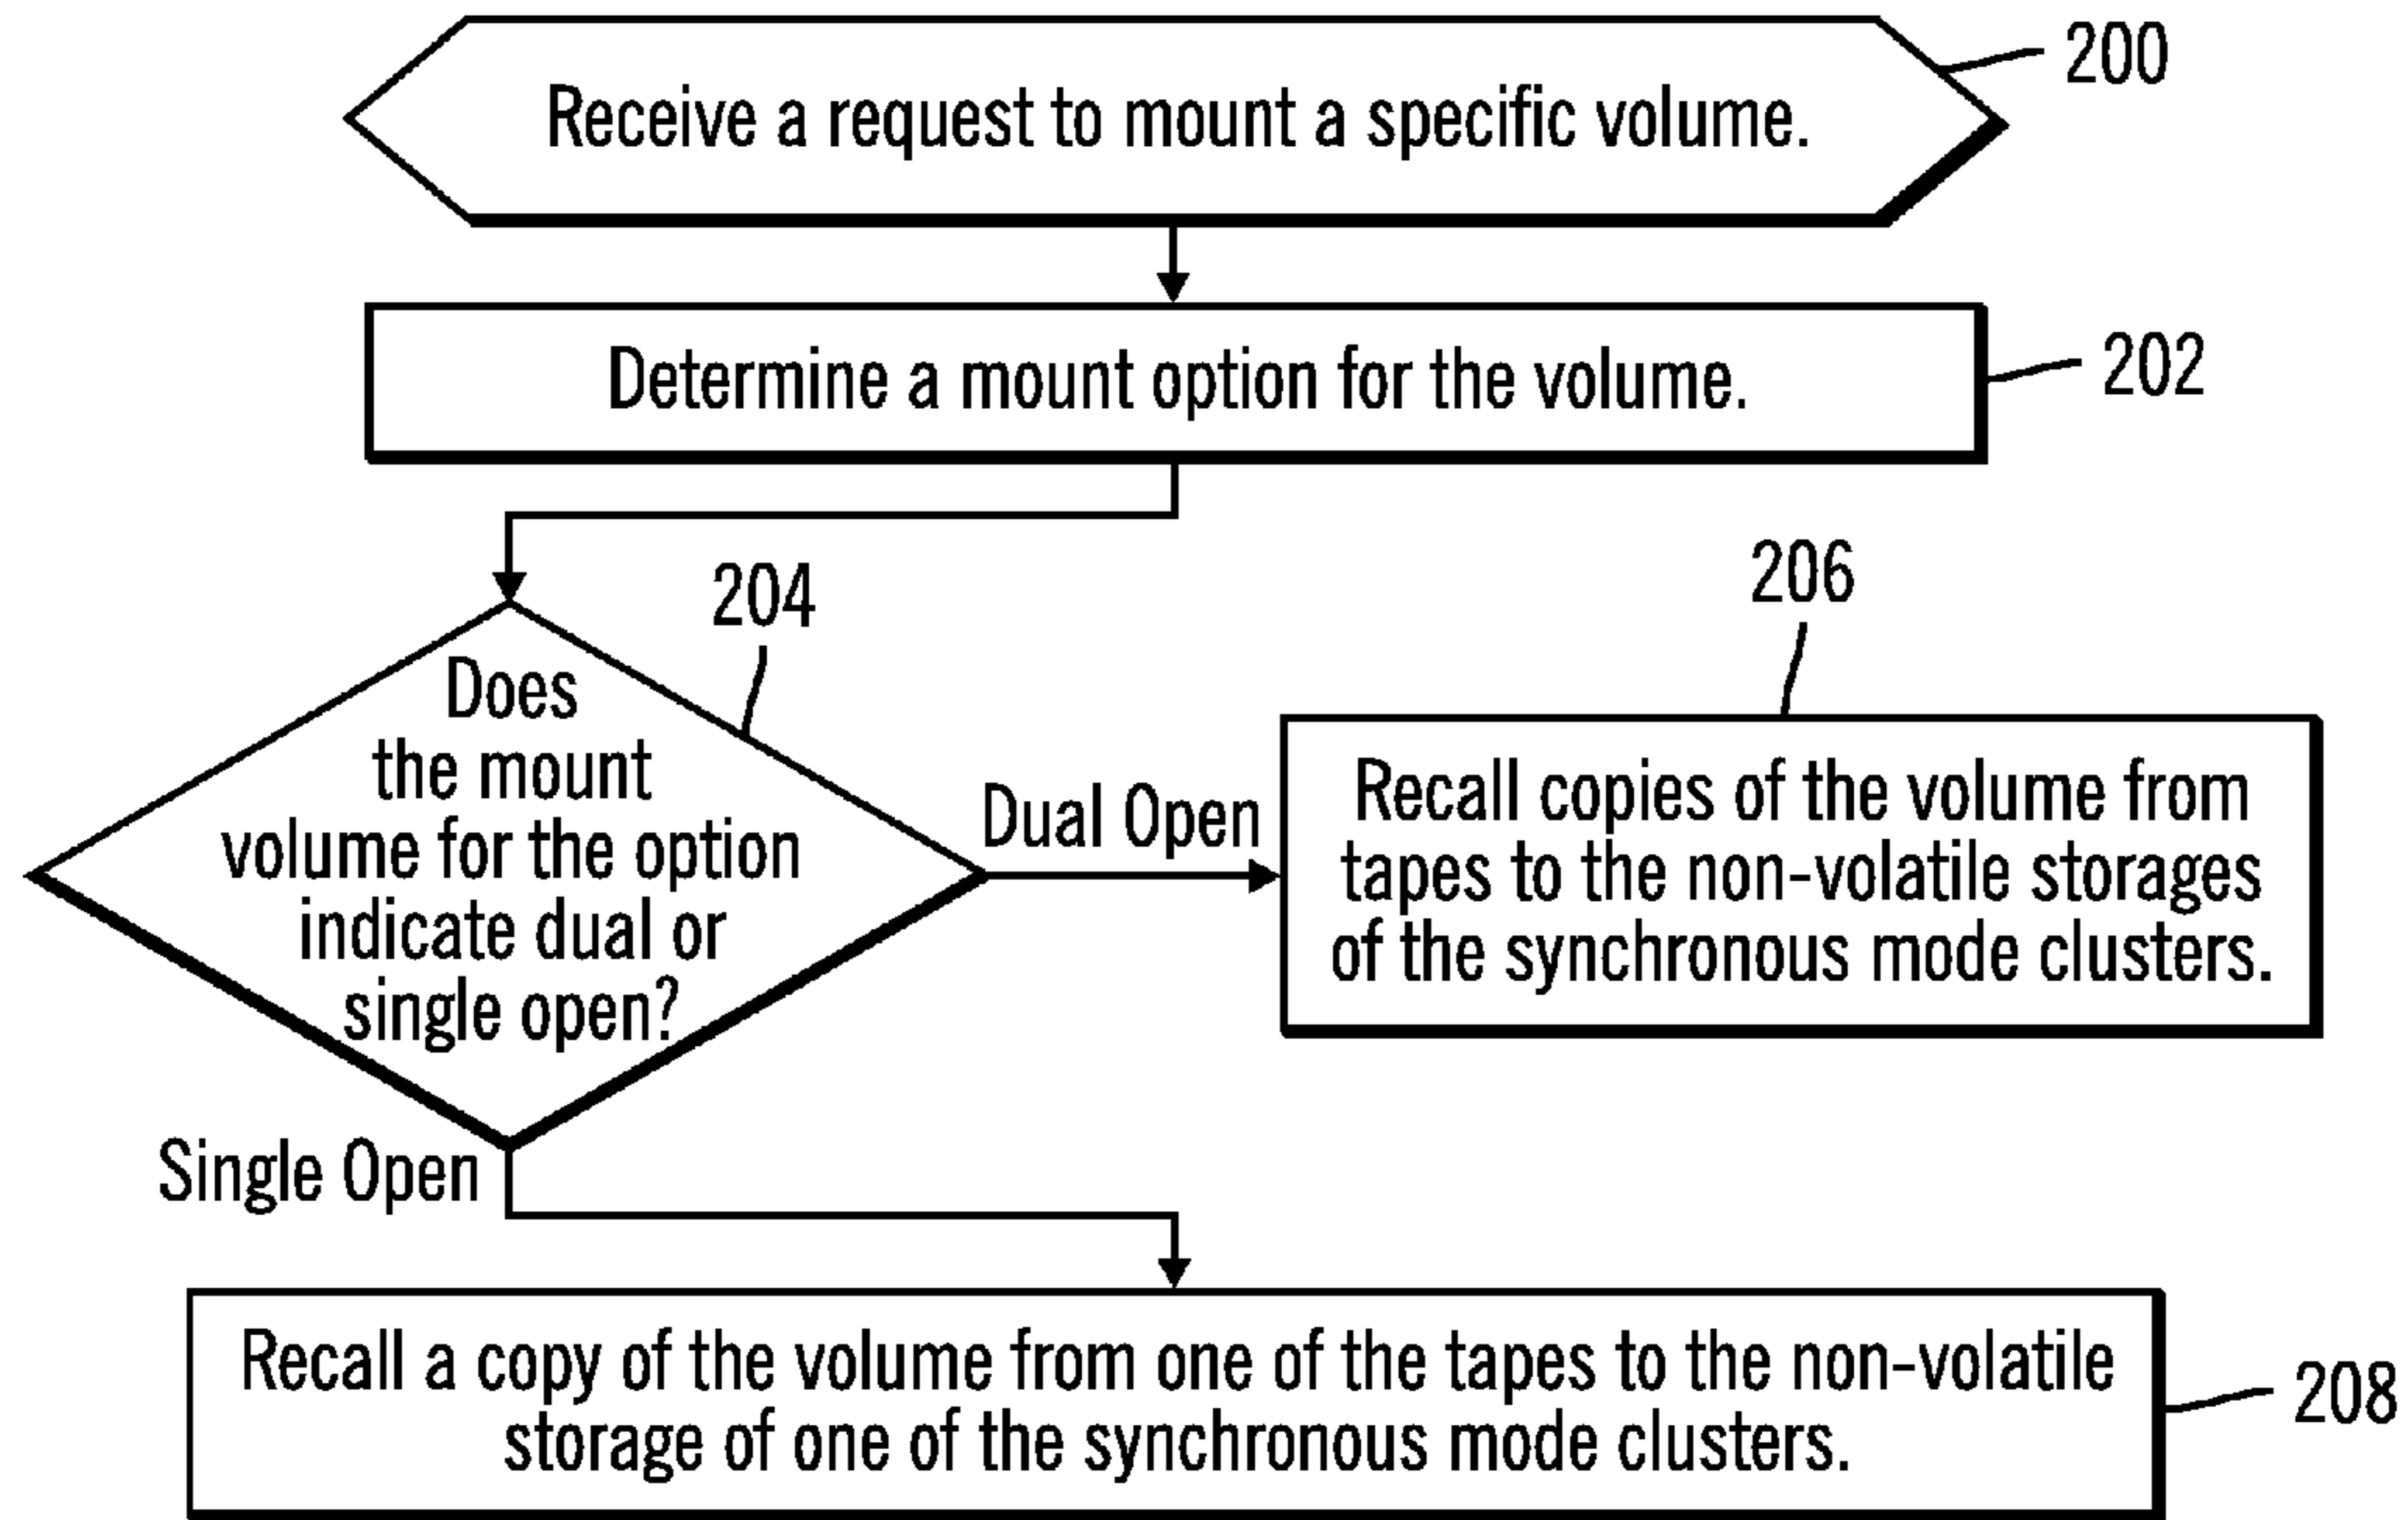 Receive a request to mount a specific volume.
200
Determine a mount option for the volume.
202
204
Does
the mount
volume for the option
indicate dual or
single open?
Dual Open
206
Recall copies of the volume from
tapes to the non-volatile storages
of the synchronous mode clusters.
Single Open
Recall a copy of the volume from one of the tapes to the non-volatile
storage of one of the synchronous mode clusters.
208